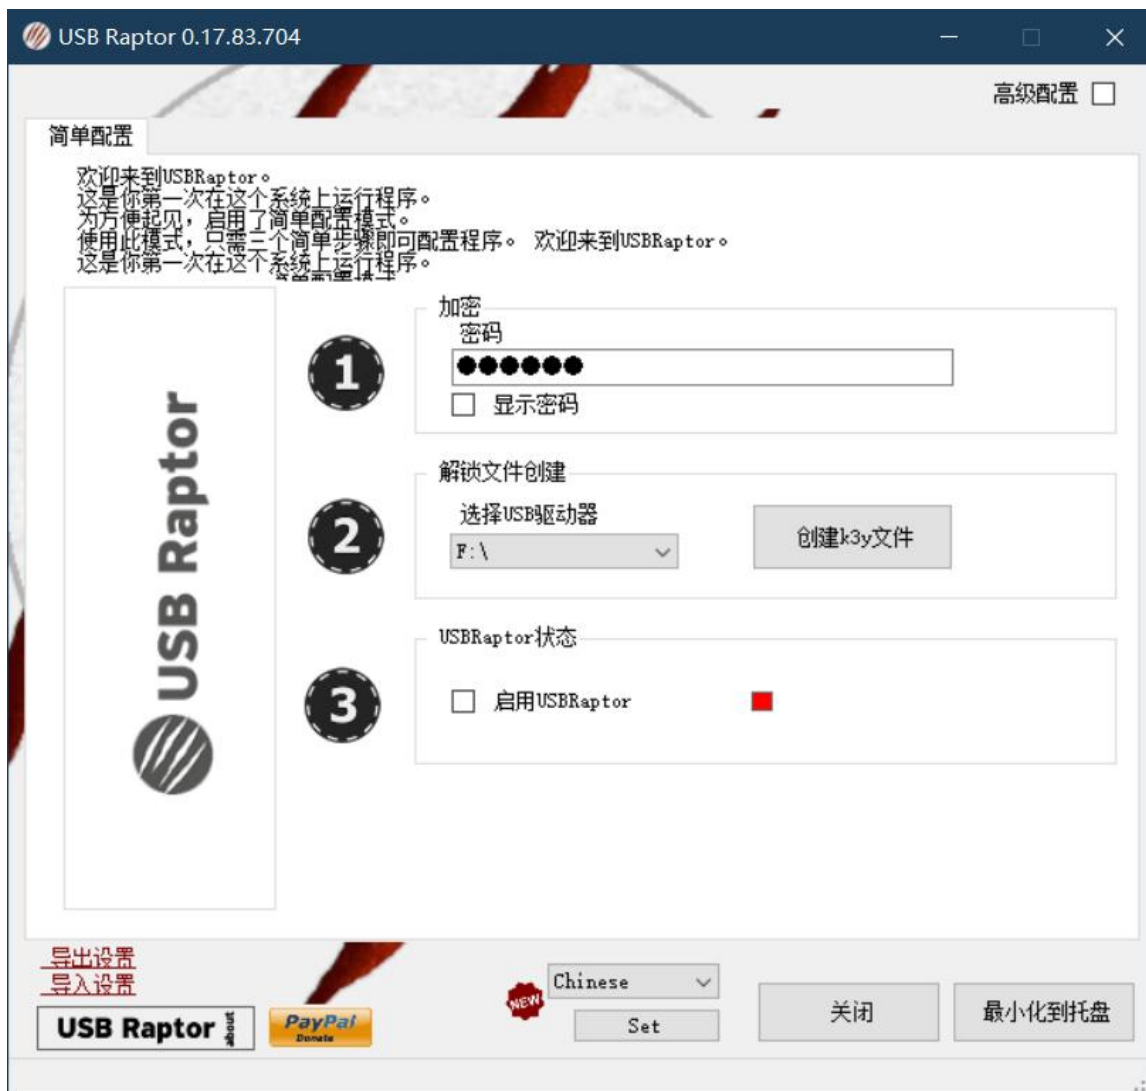 USB Raptor 0.17.83.704
高级配置
简单配置
欢迎来到USBRaptor。
这是你第一次在这个系统上运行程序。
为方便起见，启用了简单配置模式。
使用此模式，只需三个简单步骤即可配置程序。 欢迎来到USBRaptor。
这是你第一次在这个系统上运行程序。
简单配置模式
USB Raptor
1
加密
密码
●●●●●●
显示密码
2
解锁文件创建
选择USB驱动器
F:\
创建k3y文件
3
USBRaptor状态
启用USBRaptor
导出设置
导入设置
USB Raptor about
PayPal
Donate
NEW
Chinese
Set
关闭
最小化到托盘